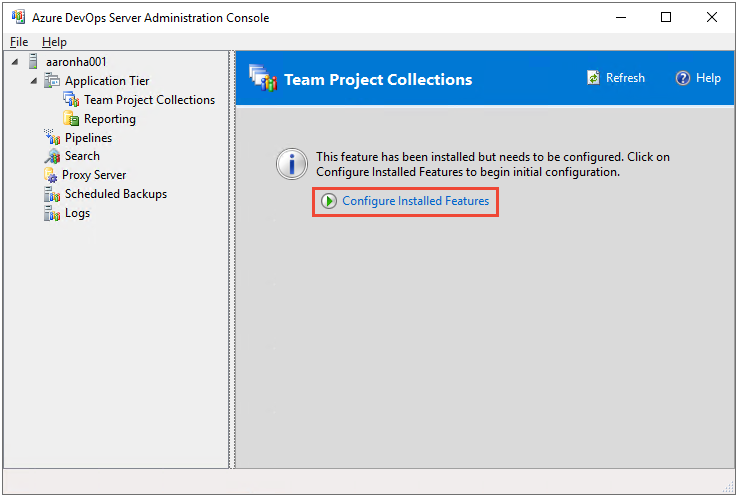 Azure DevOps Server Administration Console
File Help
aaronha001
Application Tier
Team Project Collections
Reporting
Pipelines
Search
Proxy Server
Scheduled Backups
Logs
Team Project Collections
Refresh
Help
This feature has been installed but needs to be configured. Click on
Configure Installed Features to begin initial configuration.
Configure Installed Features